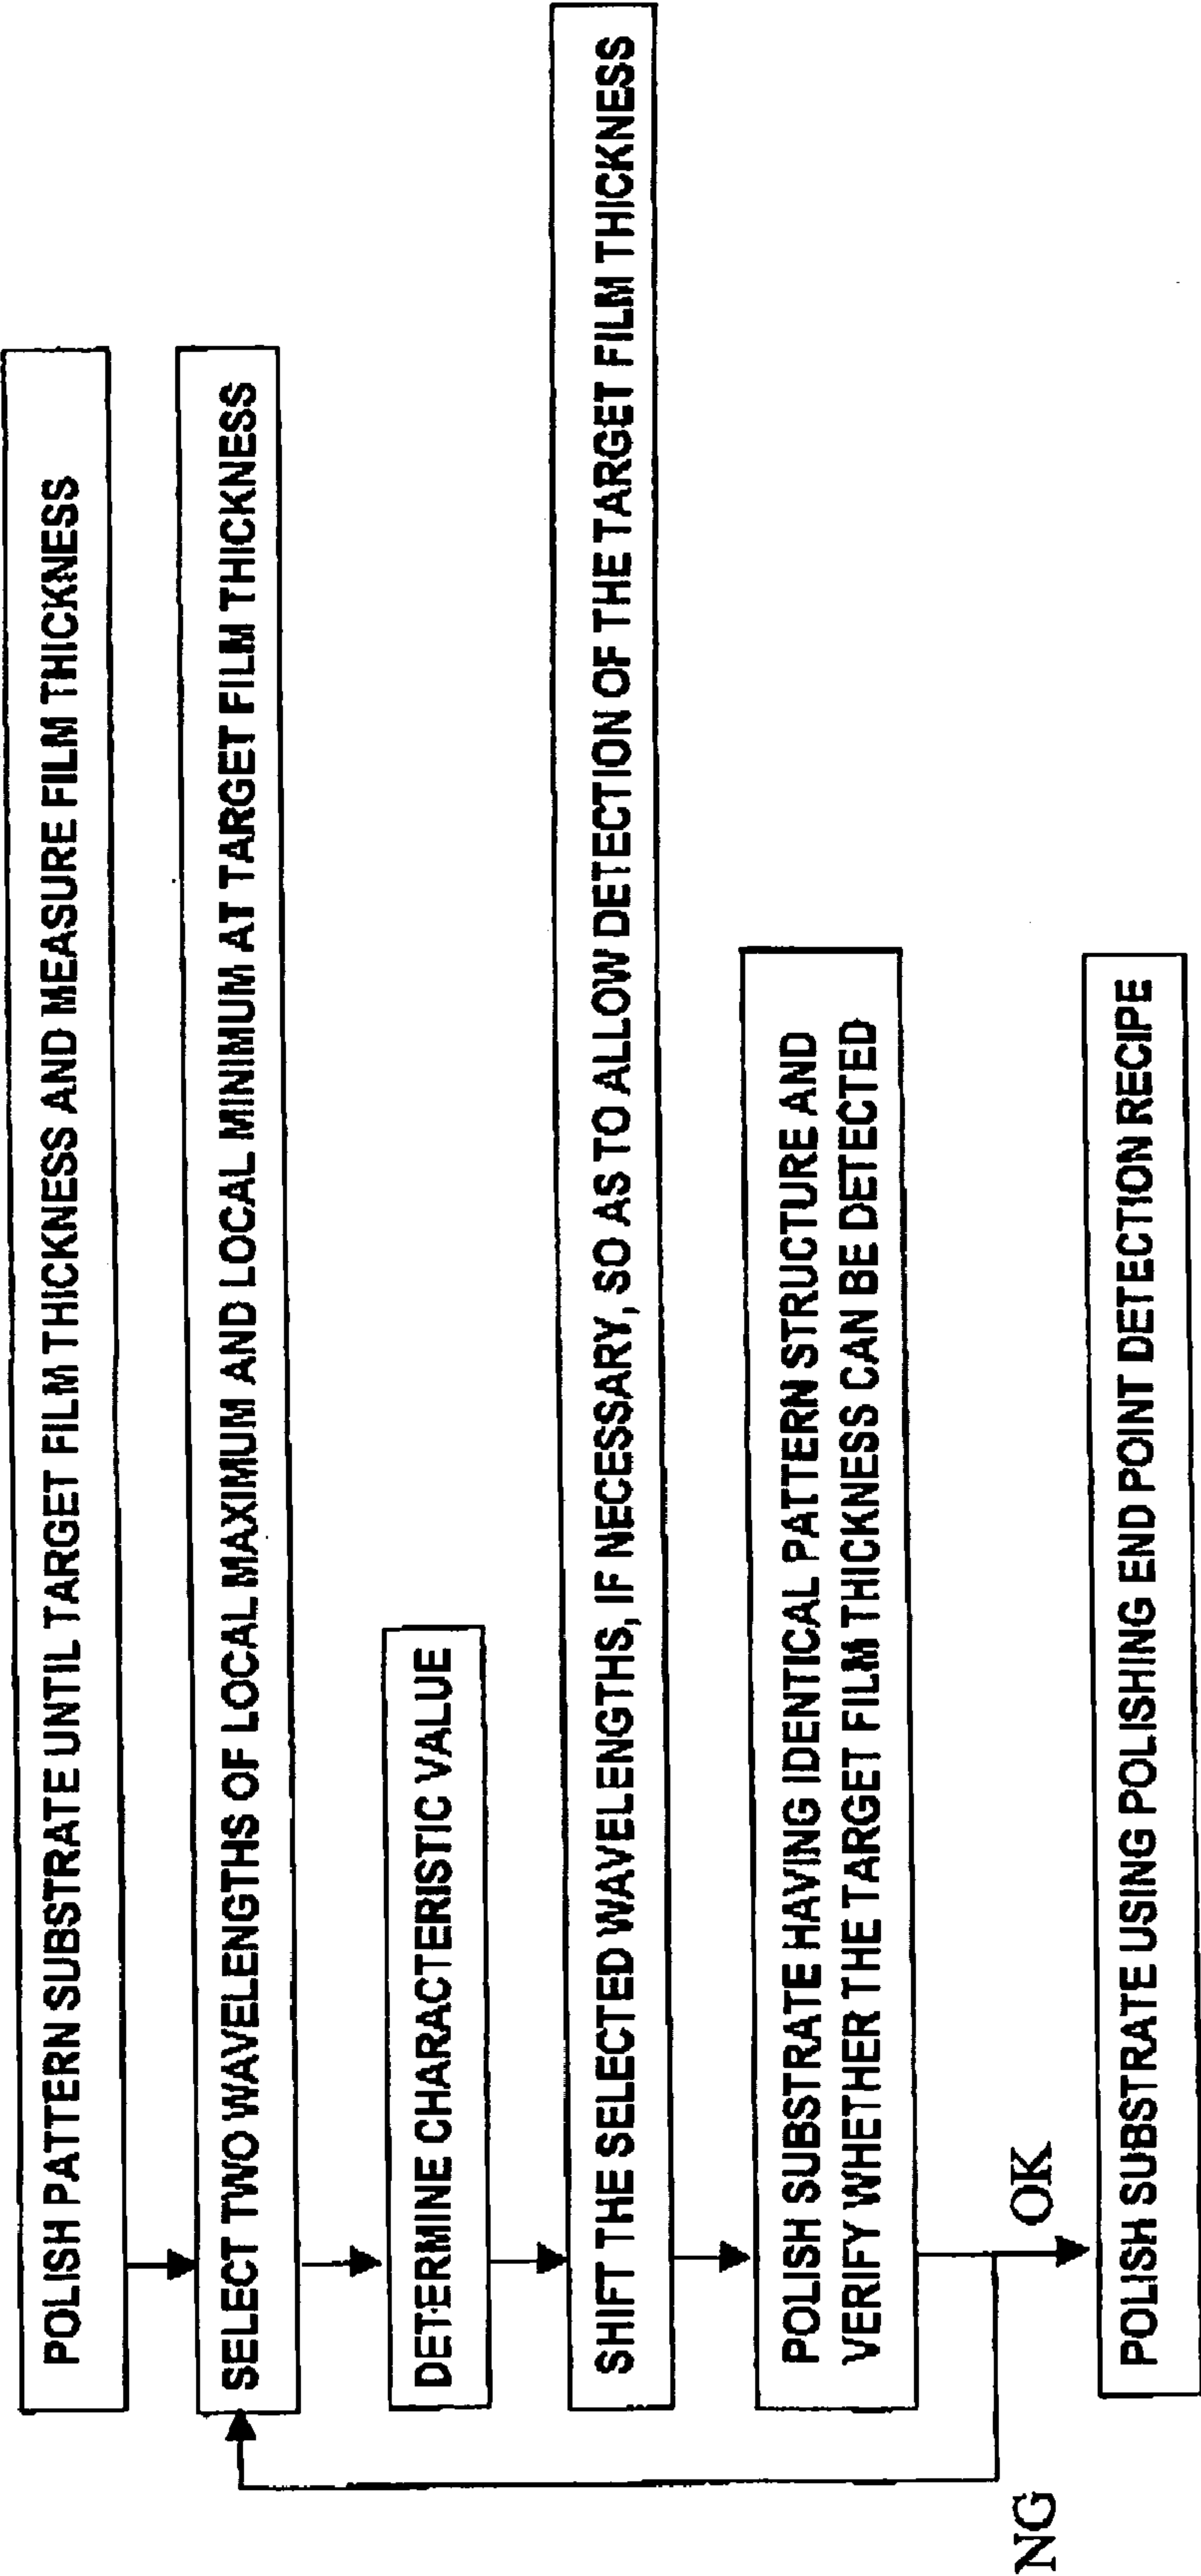 POLISH PATTERN SUBSTRATE UNTIL TARGET FILM THICKNESS AND MEASURE FILM THICKNESS
SELECT TWO WAVELENGTHS OF LOCAL MAXIMUM AND LOCAL MINIMUM AT TARGET FILM THICKNESS
DETERMINE CHARACTERISTIC VALUE
SHIFT THE SELECTED WAVELENGTHS, IF NECESSARY, SO AS TO ALLOW DETECTION OF THE TARGET FILM THICKNESS
POLISH SUBSTRATE HAVING IDENTICAL PATTERN STRUCTURE AND
VERIFY WHETHER THE TARGET FILM THICKNESS CAN BE DETECTED
NG
OK
POLISH SUBSTRATE USING POLISHING END POINT DETECTION RECIPE